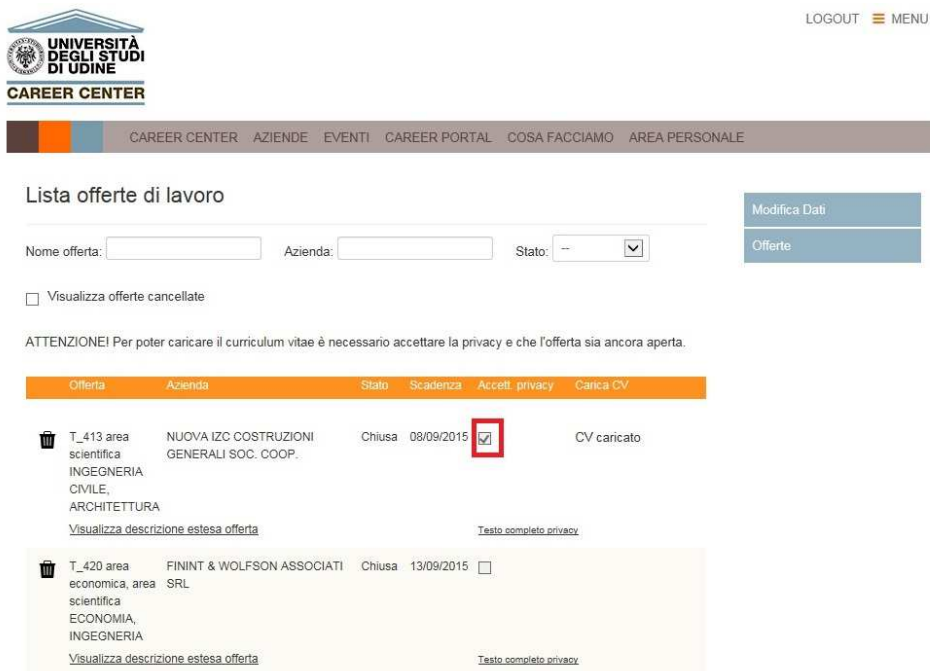 LOGOUT MENU
UNIVERSITÀ
DEGLI STUDI
DI UDINE
CAREER CENTER
CAREER CENTER AZIENDE EVENTI CAREER PORTAL COSA FACCIAMO AREA PERSONALE
Lista offerte di lavoro
Modifica Dati
Offerte
Nome offerta: Azienda: Stato: --
Visualizza offerte cancellate
ATTENZIONE! Per poter caricare il curriculum vitae è necessario accettare la privacy e che l'offerta sia ancora aperta.
Offerta Azienda Stato Scadenza Accett. privacy Carica CV
T_413 area NUOVA IZC COSTRUZIONI Chiusa 08/09/2015 CV caricato
scientifica GENERALI SOC. COOP.
INGEGNERIA
CIVILE,
ARCHITETTURA
Visualizza descrizione estesa offerta Testo completo privacy
T_420 area FININT & WOLFSON ASSOCIATI Chiusa 13/09/2015
economica, area SRL
scientifica
ECONOMIA,
INGEGNERIA
Visualizza descrizione estesa offerta Testo completo privacy